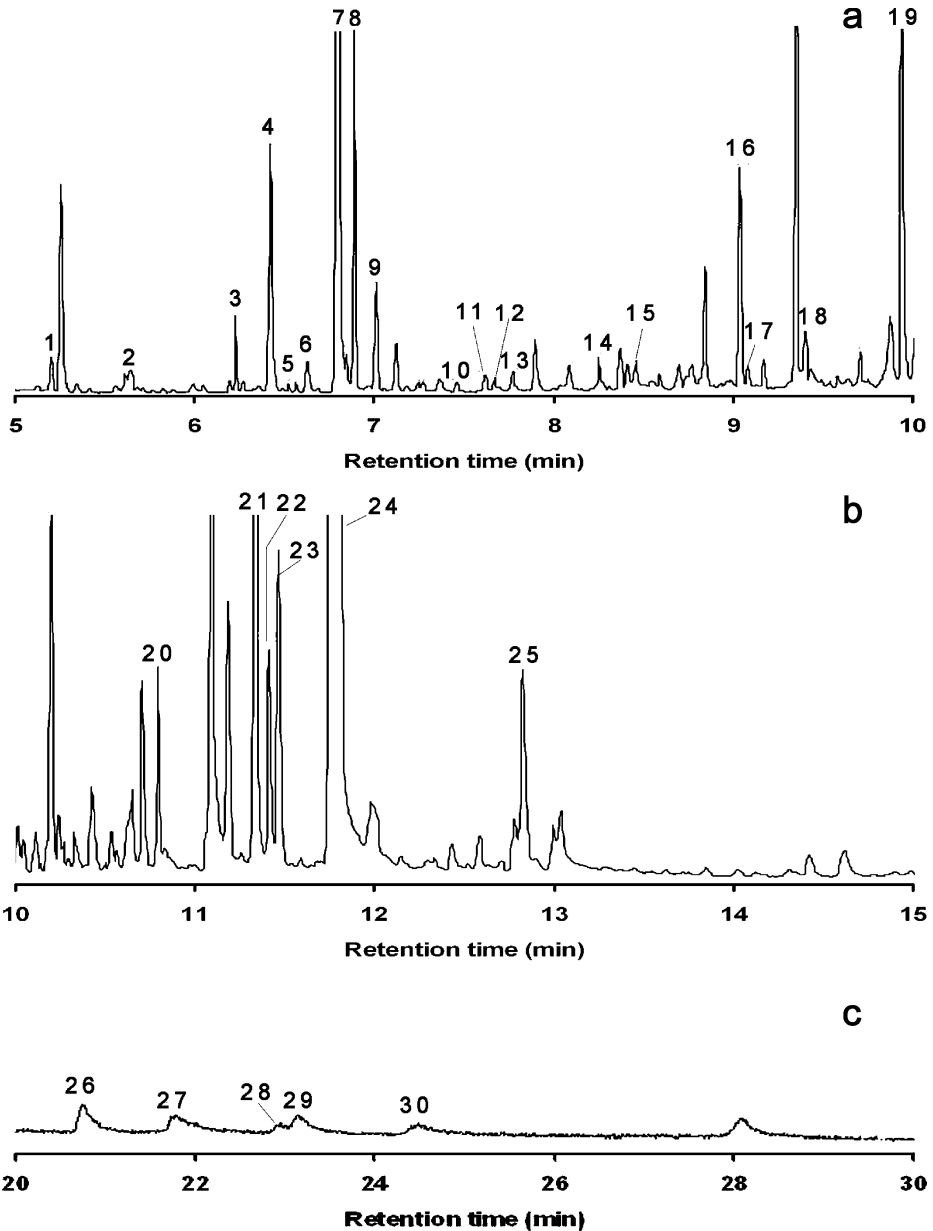 a
1 2 3 4 5 6 7 8 9 10 11 12 13 14 15 16 17 18 19
5 6 7 8 9 10
Retention time (min)
b
20 21 22 23 24 25
10 11 12 13 14 15
Retention time (min)
c
26 27 28 29 30
20 22 24 26 28 30
Retention time (min)